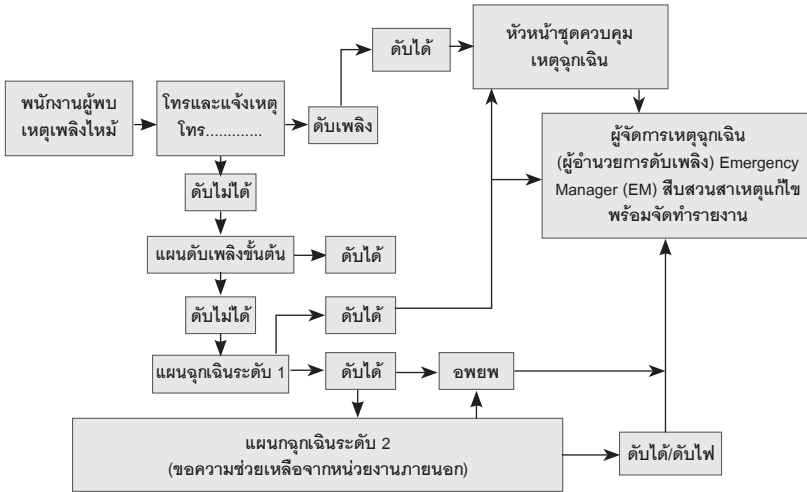 ดับได้
หัวหน้าชุดควบคุม
เหตุฉุกเฉิน
พนักงานผู้พบ
เหตุเพลิงไหม้
โทรและแจ้งเหตุ
โทร.............
ดับเพลิง
ผู้จัดการเหตุฉุกเฉิน
(ผู้อำนวยการดับเพลิง) Emergency
Manager (EM) สืบสวนสาเหตุแก้ไข
พร้อมจัดทำรายงาน
ดับไม่ได้
แผนดับเพลิงขั้นต้น
ดับได้
ดับไม่ได้
ดับได้
แผนฉุกเฉินระดับ 1
ดับได้
อพยพ
แผนกฉุกเฉินระดับ 2
(ขอความช่วยเหลือจากหน่วยงานภายนอก)
ดับได้/ดับไฟ